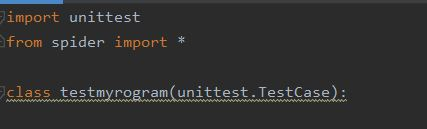 import unittest
from spider import *
class testmyrogram(unittest.TestCase):